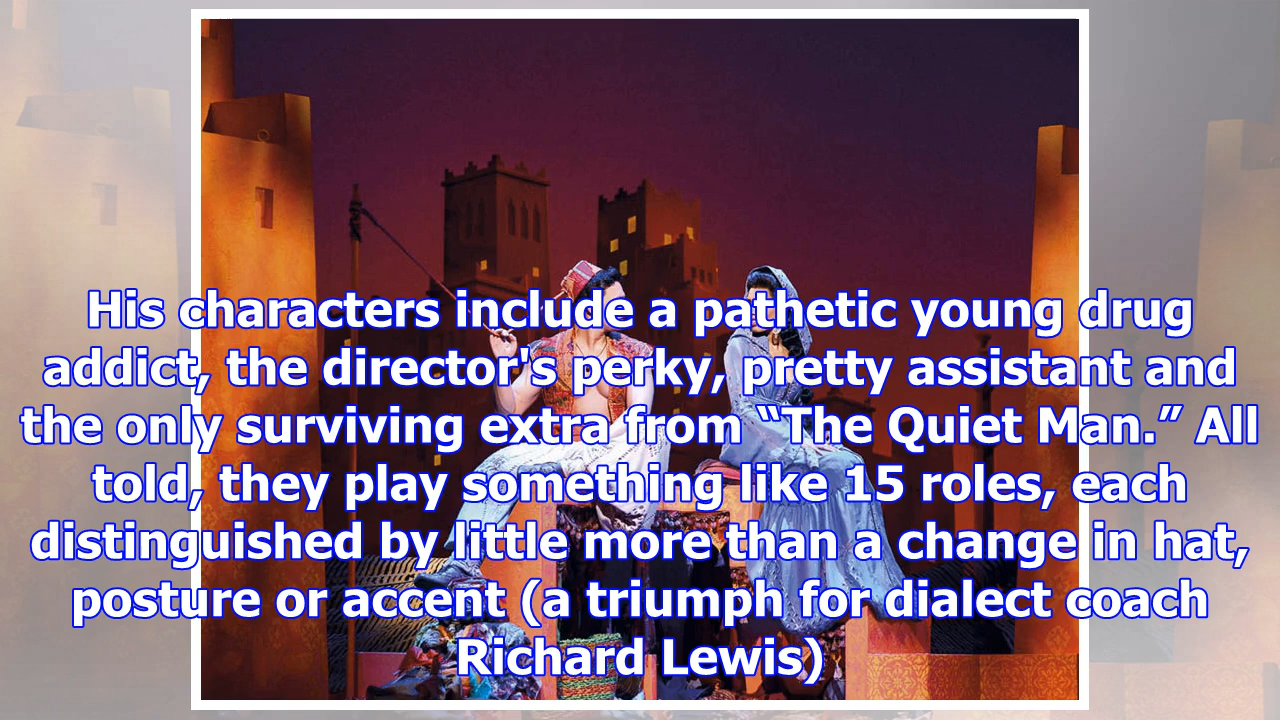 His characters include a pathetic young drug
addict, the director's perky, pretty assistant and
the only surviving extra from “The Quiet Man.” All
told, they play something like 15 roles, each
distinguished by little more than a change in hat,
posture or accent (a triumph for dialect coach
Richard Lewis)